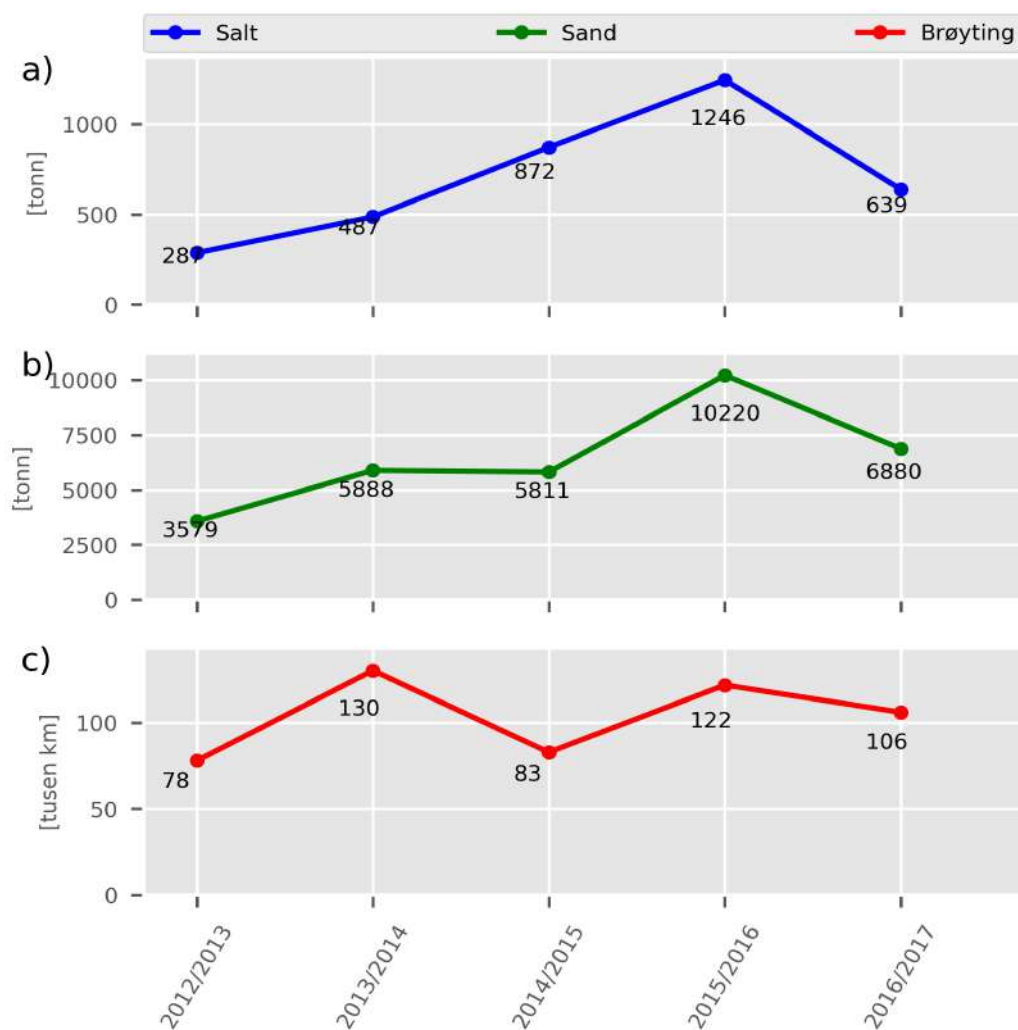 Salt Sand Brøyting
a)
1000
500
0
[tonn]
287 487 872 1246 639
b)
10000
7500
5000
2500
0
[tonn]
3579 5888 5811 10220 6880
c)
100
50
0
[tusen km]
78 130 83 122 106
2012/2013 2013/2014 2014/2015 2015/2016 2016/2017